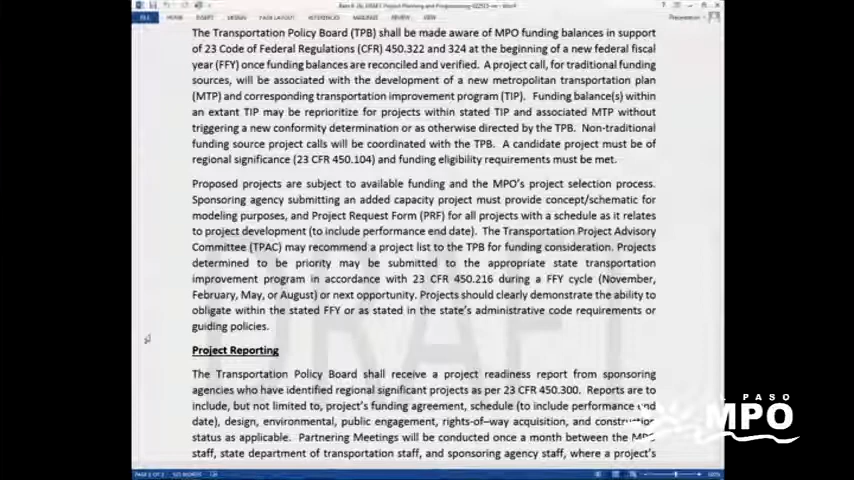 FILE HOME INSERT DESIGN PAGE LAYOUT REFERENCES MAILINGS REVIEW VIEW
The Transportation Policy Board (TPB) shall be made aware of MPO funding balances in support
of 23 Code of Federal Regulations (CFR) 450.322 and 324 at the beginning of a new federal fiscal
year (FFY) once funding balances are reconciled and verified. A project call, for traditional funding
sources, will be associated with the development of a new metropolitan transportation plan
(MTP) and corresponding transportation improvement program (TIP). Funding balance(s) within
an extant TIP may be reprioritize for projects within stated TIP and associated MTP without
triggering a new conformity determination or as otherwise directed by the TPB. Non-traditional
funding source project calls will be coordinated with the TPB. A candidate project must be of
regional significance (23 CFR 450.104) and funding eligibility requirements must be met.
Proposed projects are subject to available funding and the MPO's project selection process.
Sponsoring agency submitting an added capacity project must provide concept/schematic for
modeling purposes, and Project Request Form (PRF) for all projects with a schedule as it relates
to project development (to include performance end date). The Transportation Project Advisory
Committee (TPAC) may recommend a project list to the TPB for funding consideration. Projects
determined to be priority may be submitted to the appropriate state transportation
improvement program in accordance with 23 CFR 450.216 during a FFY cycle (November,
February, May, or August) or next opportunity. Projects should clearly demonstrate the ability to
obligate within the stated FFY or as stated in the state's administrative code requirements or
guiding policies.
Project Reporting
The Transportation Policy Board shall receive a project readiness report from sponsoring
agencies who have identified regional significant projects as per 23 CFR 450.300. Reports are to
include, but not limited to, project's funding agreement, schedule (to include performance end
date), design, environmental, public engagement, rights-of-way acquisition, and construction
status as applicable. Partnering Meetings will be conducted once a month between the MPO
staff, state department of transportation staff, and sponsoring agency staff, where a project's
DRAFT
EL PASO
MPO